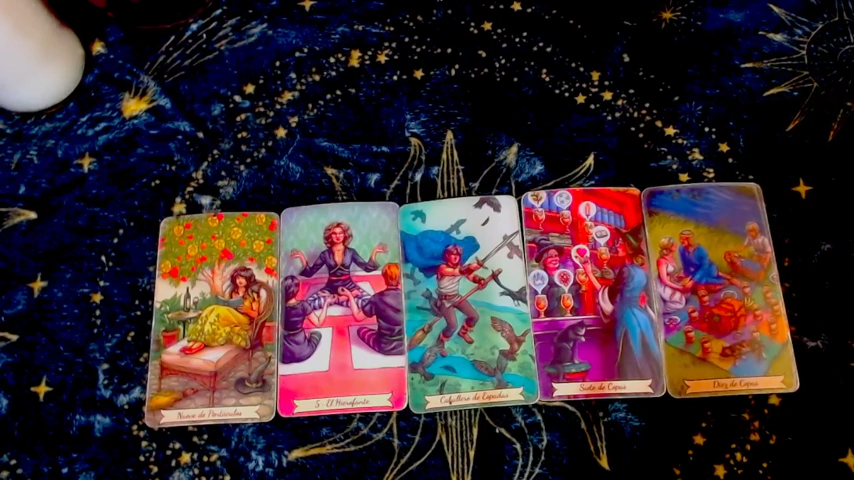 Nueve de Pentáculos
5 - El Hierofante
Caballero de Espadas
Siete de Copas
Diez de Copas